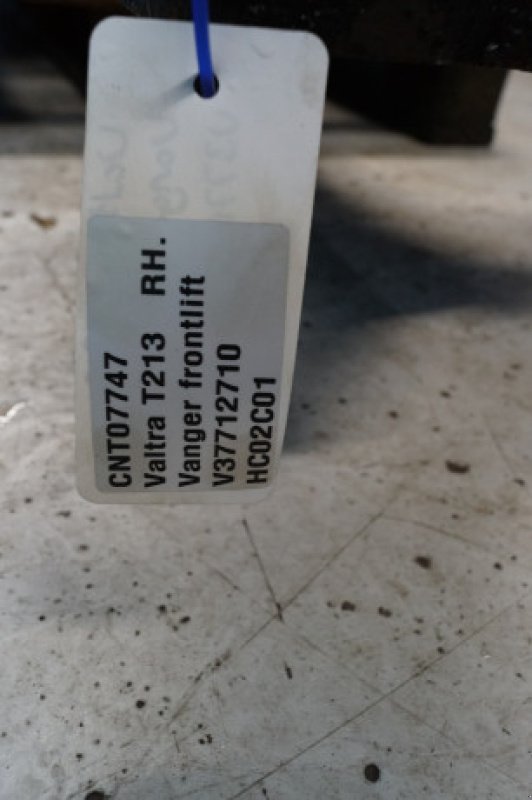 CNT07747
Valtra T213 RH.
Vanger frontlift
V37712710
HC02C01